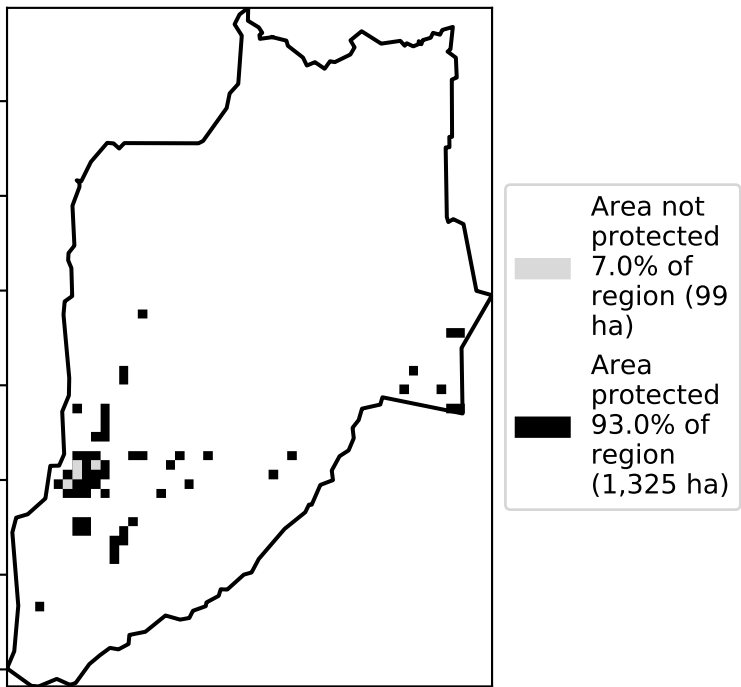 Area not
protected
7.0% of
region (99
ha)
Area
protected
93.0% of
region
(1,325 ha)